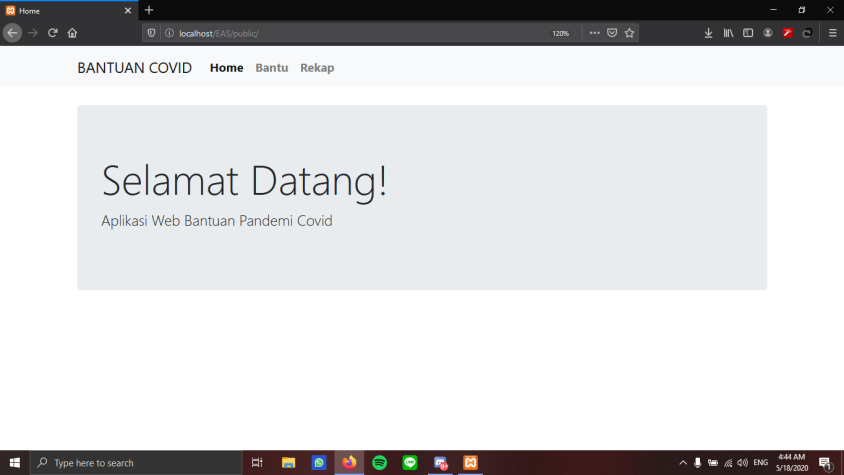 Home
localhost/EAS/public/
120%
BANTUAN COVID Home Bantu Rekap
Selamat Datang!
Aplikasi Web Bantuan Pandemi Covid
Type here to search
ENG
4:44 AM
5/18/2020